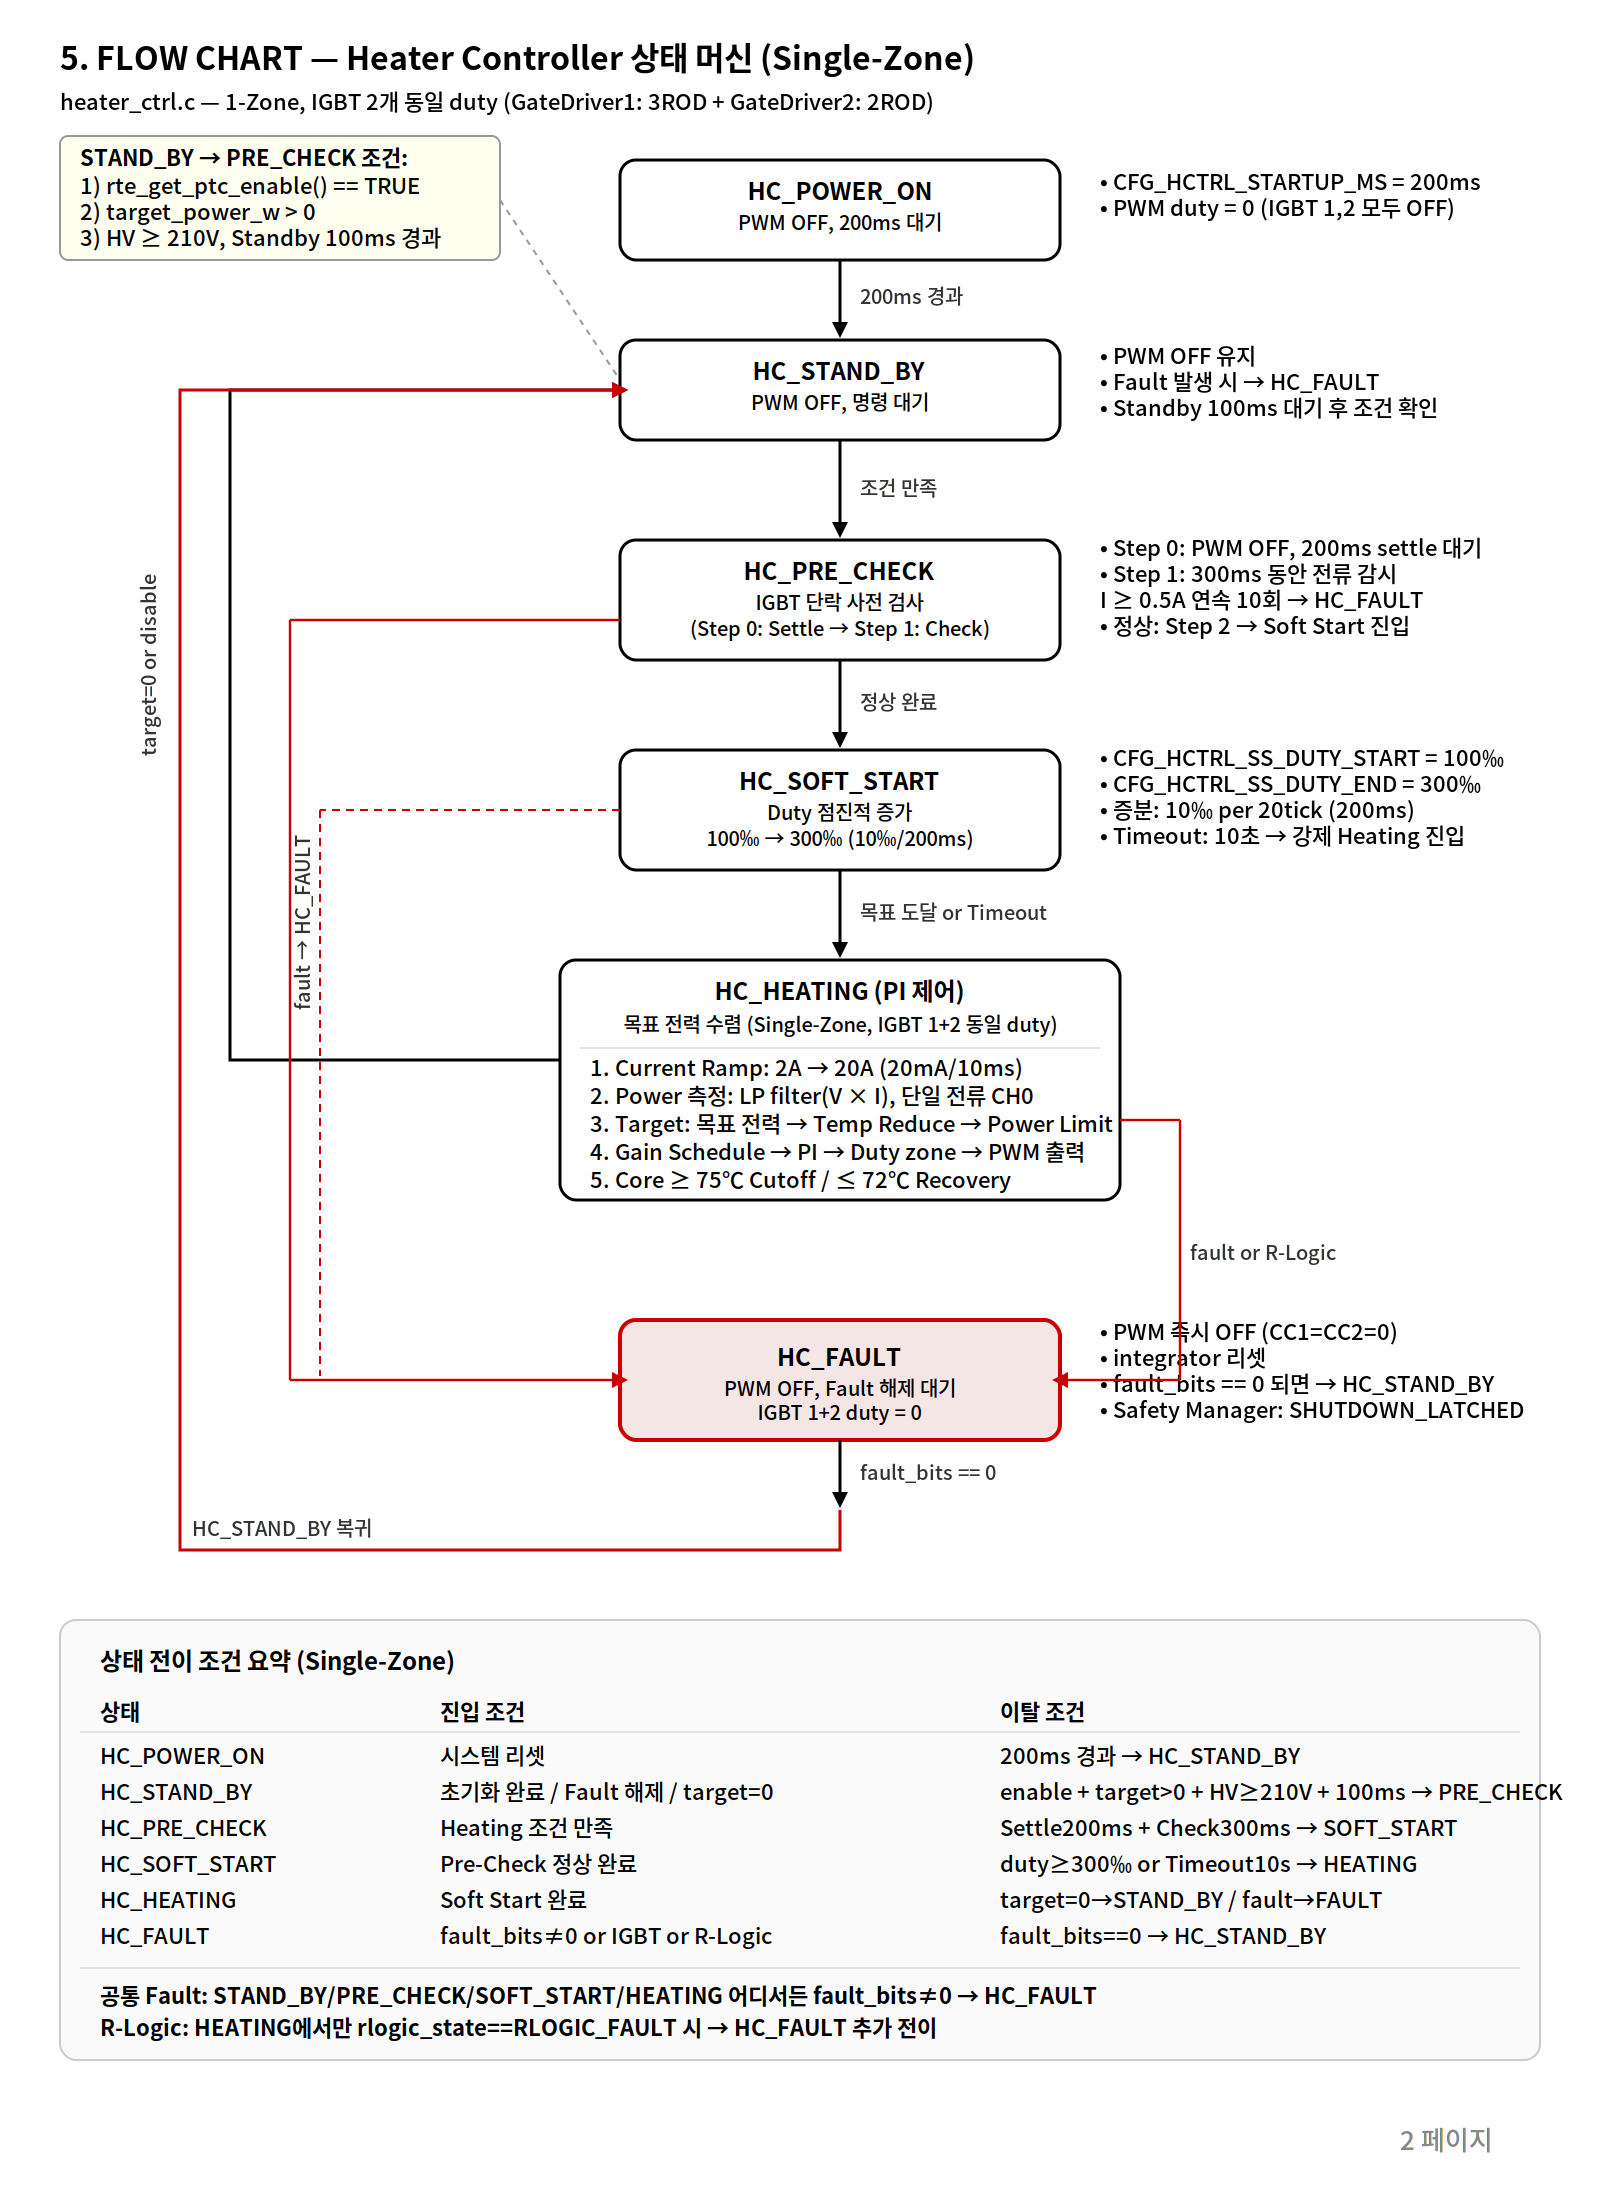 5. FLOW CHART — Heater Controller 상태 머신 (Single-Zone)
heater_ctrl.c — 1-Zone, IGBT 2개 동일 duty (GateDriver1: 3ROD + GateDriver2: 2ROD)
STAND_BY → PRE_CHECK 조건:
1) rte_get_ptc_enable() == TRUE
2) target_power_w > 0
3) HV ≥ 210V, Standby 100ms 경과
HC_POWER_ON
PWM OFF, 200ms 대기
• CFG_HCTRL_STARTUP_MS = 200ms
• PWM duty = 0 (IGBT 1,2 모두 OFF)
200ms 경과
HC_STAND_BY
PWM OFF, 명령 대기
• PWM OFF 유지
• Fault 발생 시 → HC_FAULT
• Standby 100ms 대기 후 조건 확인
조건 만족
HC_PRE_CHECK
IGBT 단락 사전 검사
(Step 0: Settle → Step 1: Check)
• Step 0: PWM OFF, 200ms settle 대기
• Step 1: 300ms 동안 전류 감시
I ≥ 0.5A 연속 10회 → HC_FAULT
• 정상: Step 2 → Soft Start 진입
target=0 or disable
정상 완료
HC_SOFT_START
Duty 점진적 증가
100‰ → 300‰ (10‰/200ms)
• CFG_HCTRL_SS_DUTY_START = 100‰
• CFG_HCTRL_SS_DUTY_END = 300‰
• 증분: 10‰ per 20tick (200ms)
• Timeout: 10초 → 강제 Heating 진입
fault → HC_FAULT
목표 도달 or Timeout
HC_HEATING (PI 제어)
목표 전력 수렴 (Single-Zone, IGBT 1+2 동일 duty)
1. Current Ramp: 2A → 20A (20mA/10ms)
2. Power 측정: LP filter(V × I), 단일 전류 CH0
3. Target: 목표 전력 → Temp Reduce → Power Limit
4. Gain Schedule → PI → Duty zone → PWM 출력
5. Core ≥ 75℃ Cutoff / ≤ 72℃ Recovery
fault or R-Logic
HC_FAULT
PWM OFF, Fault 해제 대기
IGBT 1+2 duty = 0
• PWM 즉시 OFF (CC1=CC2=0)
• integrator 리셋
• fault_bits == 0 되면 → HC_STAND_BY
• Safety Manager: SHUTDOWN_LATCHED
fault_bits == 0
HC_STAND_BY 복귀
상태 전이 조건 요약 (Single-Zone)
상태 진입 조건 이탈 조건
HC_POWER_ON 시스템 리셋 200ms 경과 → HC_STAND_BY
HC_STAND_BY 초기화 완료 / Fault 해제 / target=0 enable + target>0 + HV≥210V + 100ms → PRE_CHECK
HC_PRE_CHECK Heating 조건 만족 Settle200ms + Check300ms → SOFT_START
HC_SOFT_START Pre-Check 정상 완료 duty≥300‰ or Timeout10s → HEATING
HC_HEATING Soft Start 완료 target=0→STAND_BY / fault→FAULT
HC_FAULT fault_bits≠0 or IGBT or R-Logic fault_bits==0 → HC_STAND_BY
공통 Fault: STAND_BY/PRE_CHECK/SOFT_START/HEATING 어디서든 fault_bits≠0 → HC_FAULT
R-Logic: HEATING에서만 rlogic_state==RLOGIC_FAULT 시 → HC_FAULT 추가 전이
2 페이지